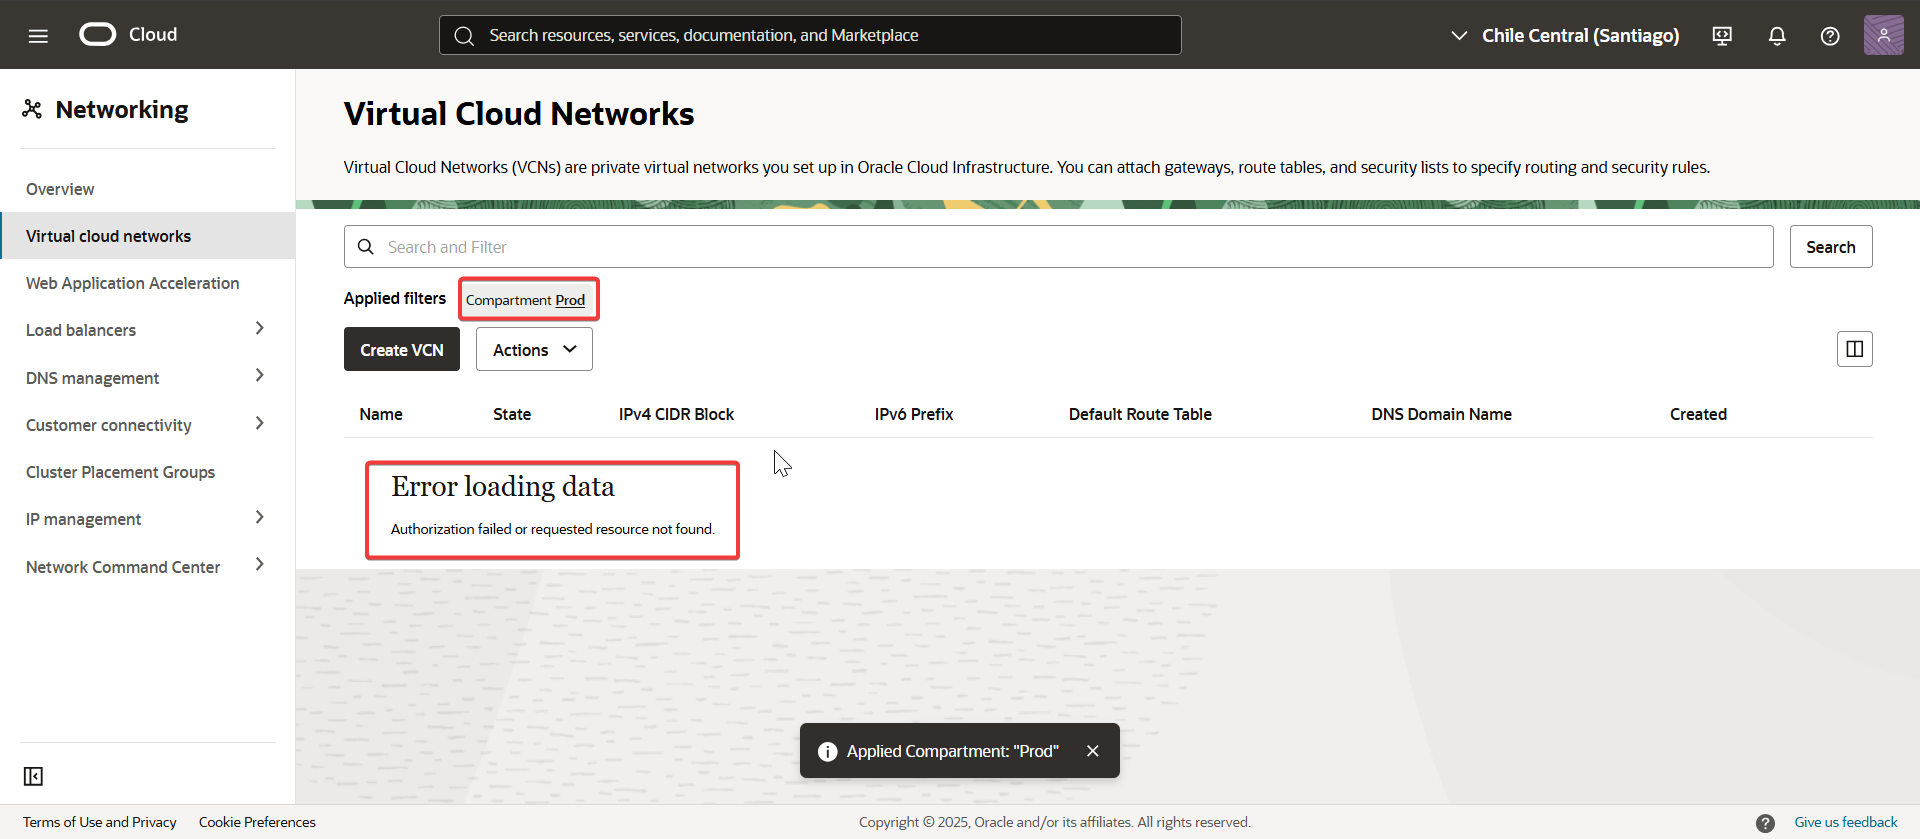 Cloud
Search resources, services, documentation, and Marketplace
Chile Central (Santiago)
Networking
Overview
Virtual cloud networks
Web Application Acceleration
Load balancers
DNS management
Customer connectivity
Cluster Placement Groups
IP management
Network Command Center
Virtual Cloud Networks
Virtual Cloud Networks (VCNs) are private virtual networks you set up in Oracle Cloud Infrastructure. You can attach gateways, route tables, and security lists to specify routing and security rules.
Search and Filter
Search
Applied filters
Compartment Prod
Create VCN
Actions
Name State IPv4 CIDR Block IPv6 Prefix Default Route Table DNS Domain Name Created
Error loading data
Authorization failed or requested resource not found.
Applied Compartment: "Prod"
Terms of Use and Privacy Cookie Preferences
Copyright © 2025, Oracle and/or its affiliates. All rights reserved.
Give us feedback